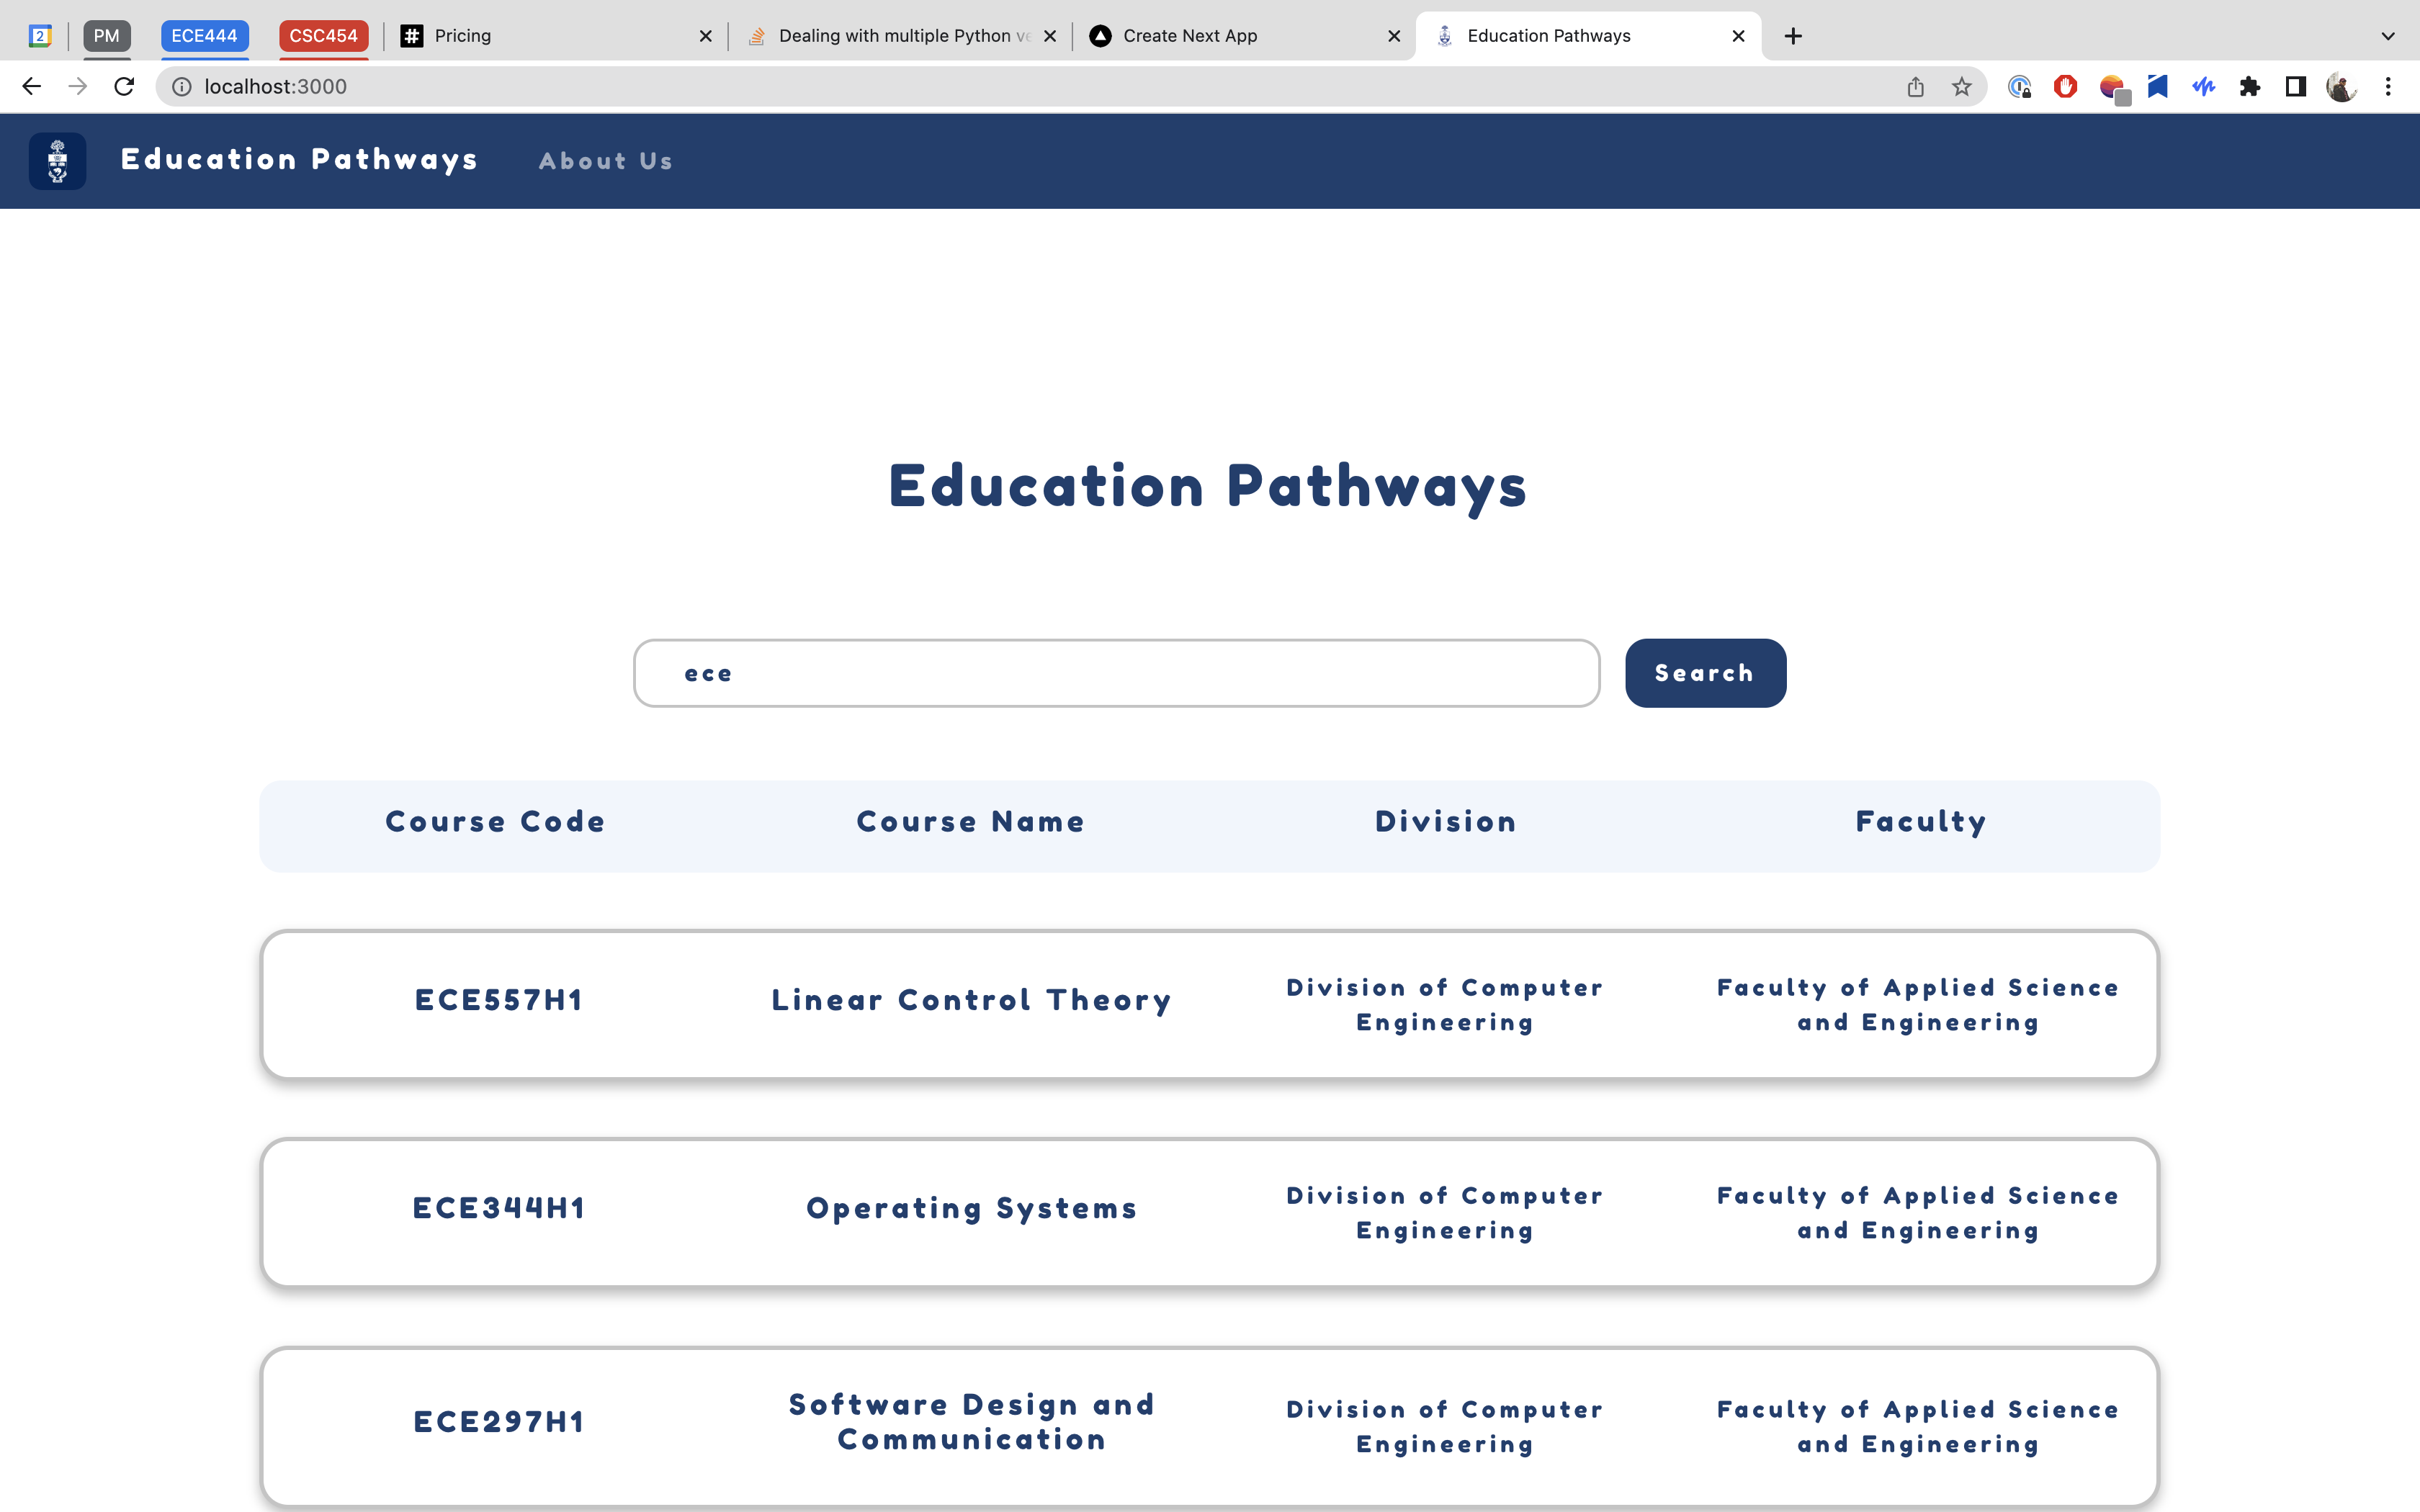 2 PM ECE444 CSC454 Pricing Dealing with multiple Python ve Create Next App Education Pathways
localhost:3000
Education Pathways About Us
Education Pathways
ece Search
Course Code Course Name Division Faculty
ECE557H1 Linear Control Theory Division of Computer Engineering Faculty of Applied Science and Engineering
ECE344H1 Operating Systems Division of Computer Engineering Faculty of Applied Science and Engineering
ECE297H1 Software Design and Communication Division of Computer Engineering Faculty of Applied Science and Engineering